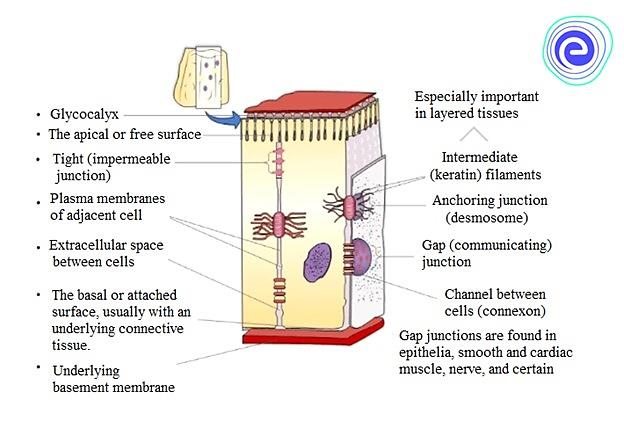 • Glycocalyx
• The apical or free surface
• Tight (impermeable
junction)
• Plasma membranes
of adjacent cell
• Extracellular space
between cells
• The basal or attached
surface, usually with an
underlying connective
tissue.
• Underlying
basement membrane
Especially important
in layered tissues
Intermediate
(keratin) filaments
Anchoring junction
(desmosome)
Gap (communicating)
junction
Channel between
cells (connexon)
Gap junctions are found in
epithelia, smooth and cardiac
muscle, nerve, and certain